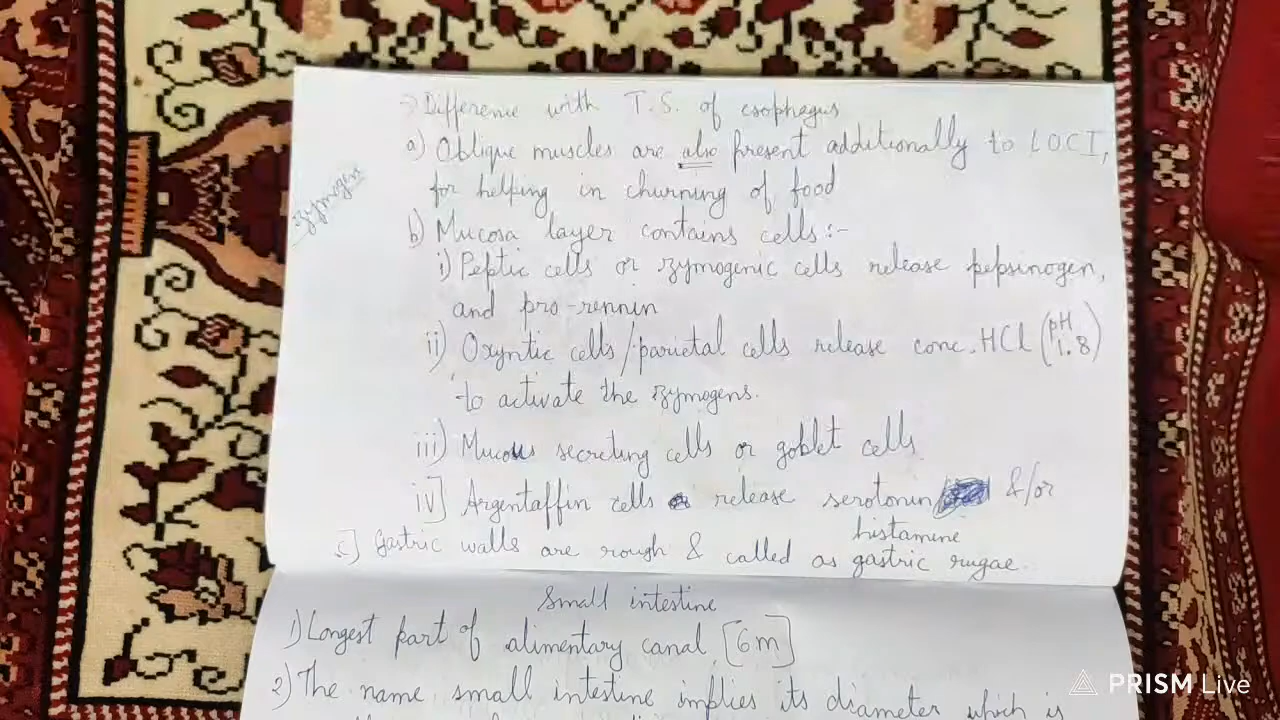 → Difference with T.S. of esophagus
a) Oblique muscles are also present additionally to LOCI,
for helping in churning of food
zymogen
b) Mucosa layer contains cells:-
i) Peptic cells or zymogenic cells release pepsinogen,
and pro-rennin
ii) Oxyntic cells/parietal cells release conc. HCl (pH 1.8)
to activate the zymogens.
iii) Mucous secreting cells or goblet cells
iv] Argentaffin cells release serotonin &/or
histamine
c] Gastric walls are rough & called as gastric rugae.
Small intestine
1) Longest part of alimentary canal [6m]
2) The name small intestine implies its diameter which is
PRISM Live